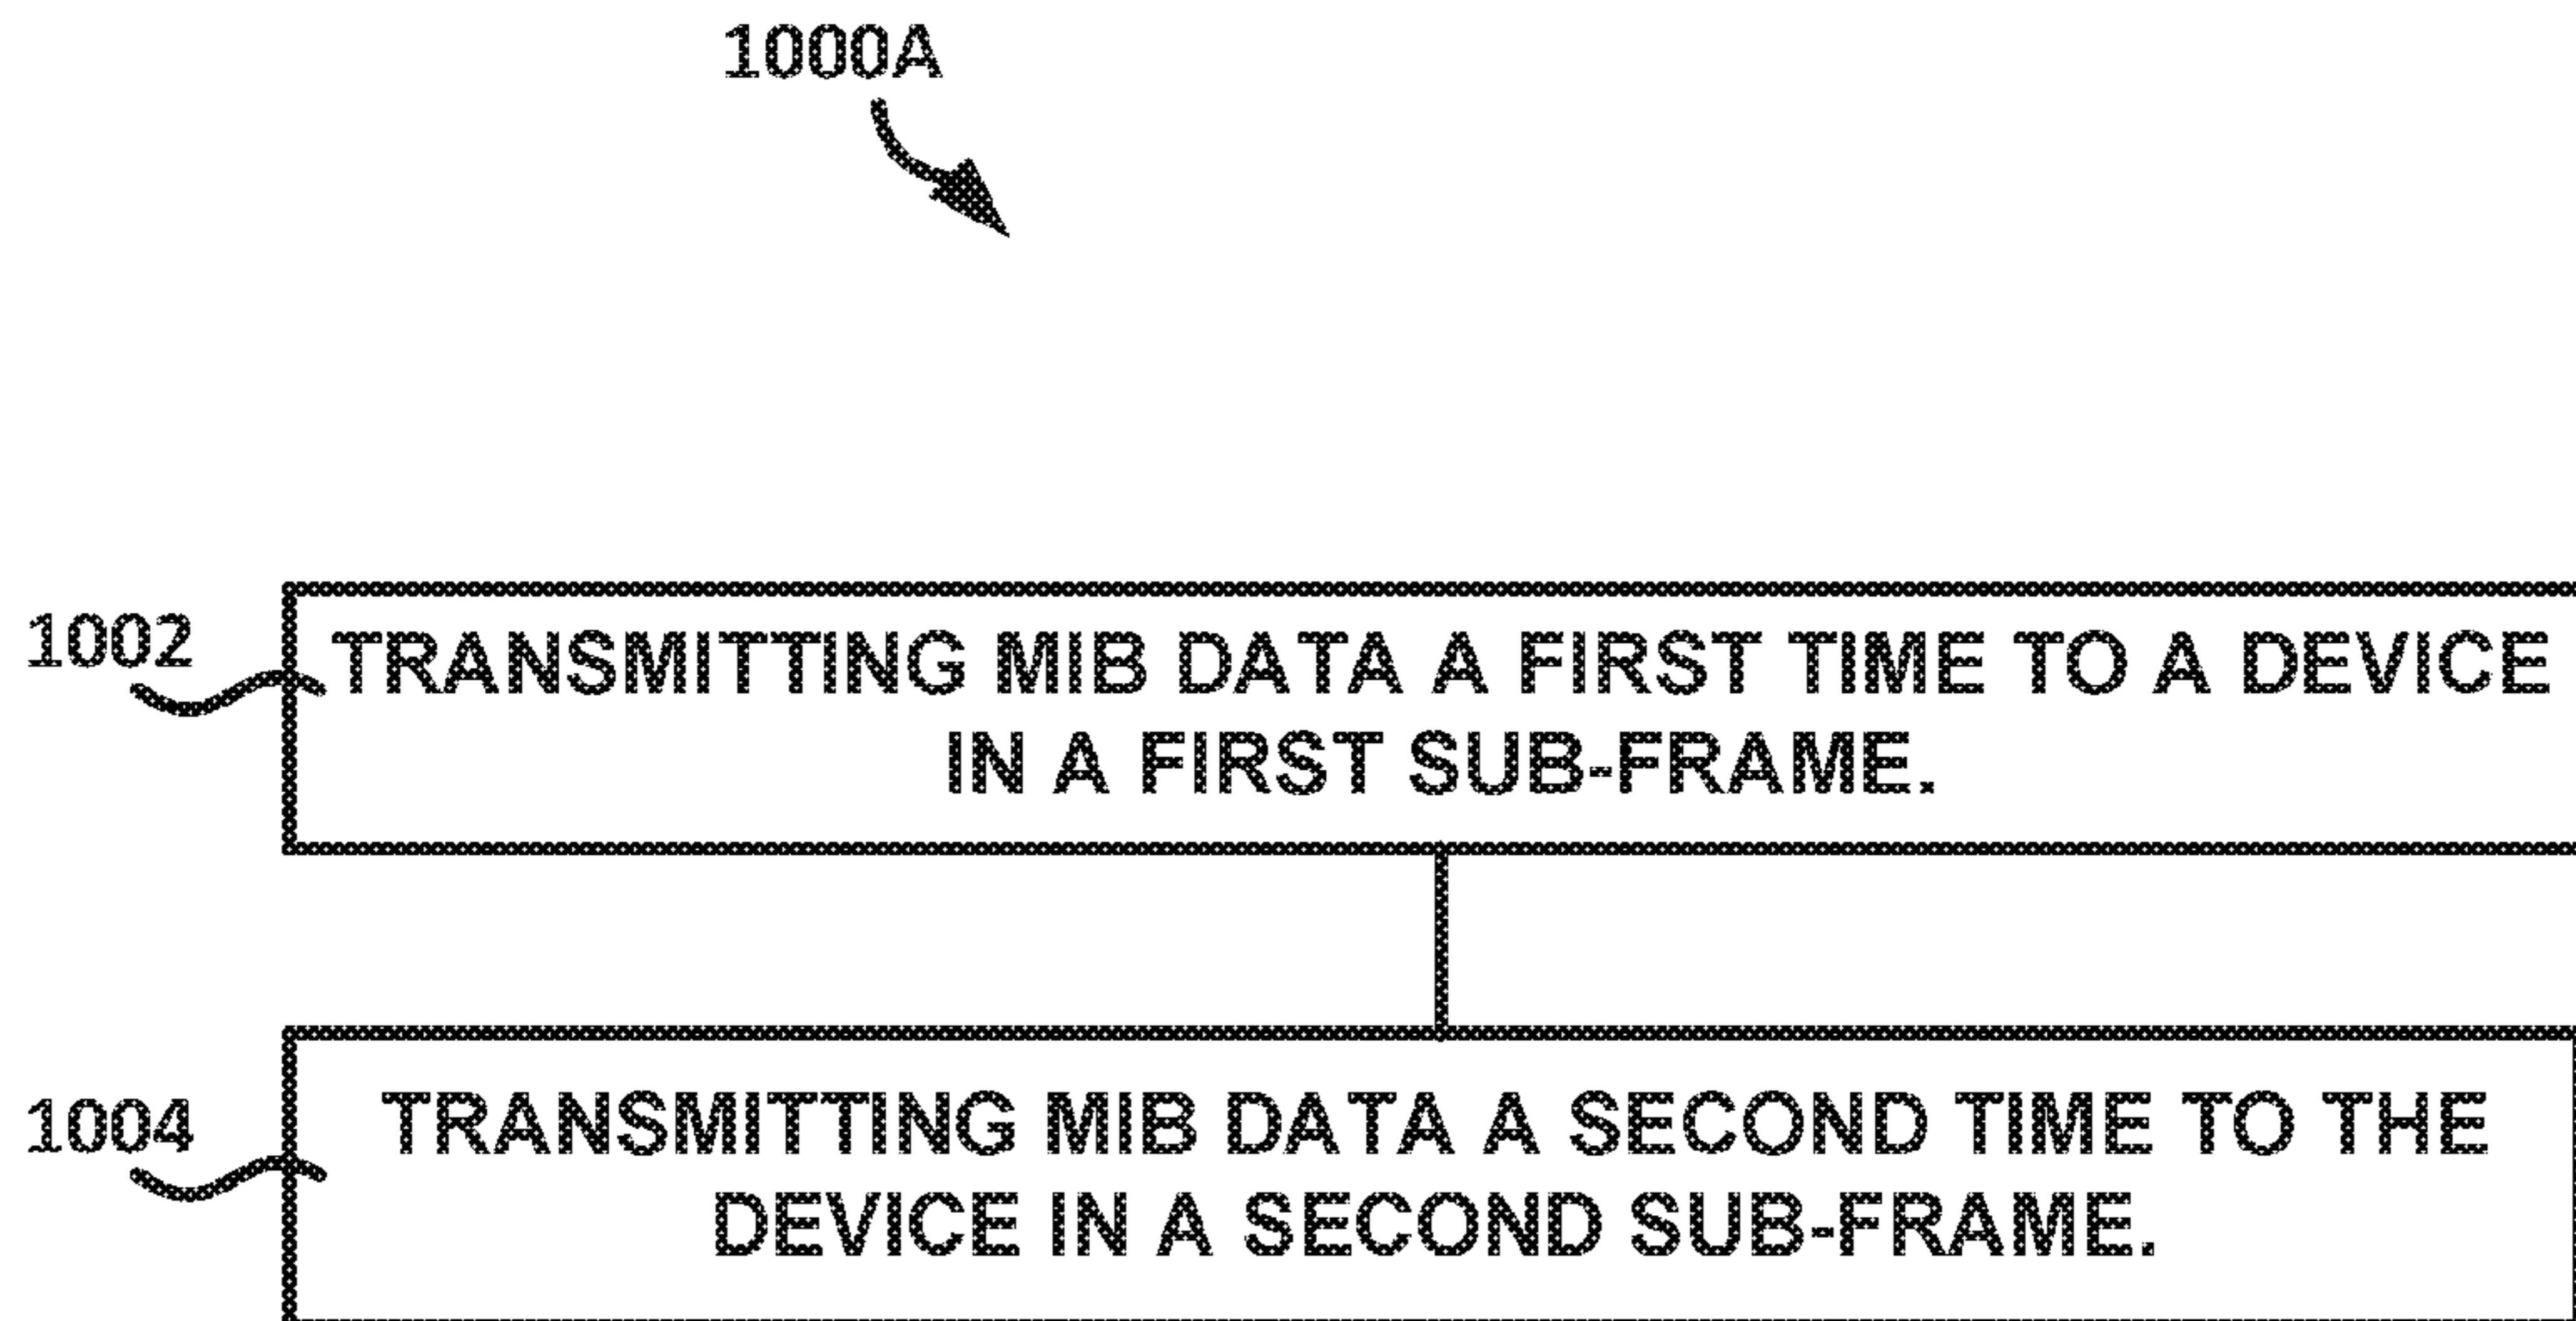 1000A
1002
TRANSMITTING MIB DATA A FIRST TIME TO A DEVICE
IN A FIRST SUB-FRAME.
1004
TRANSMITTING MIB DATA A SECOND TIME TO THE
DEVICE IN A SECOND SUB-FRAME.